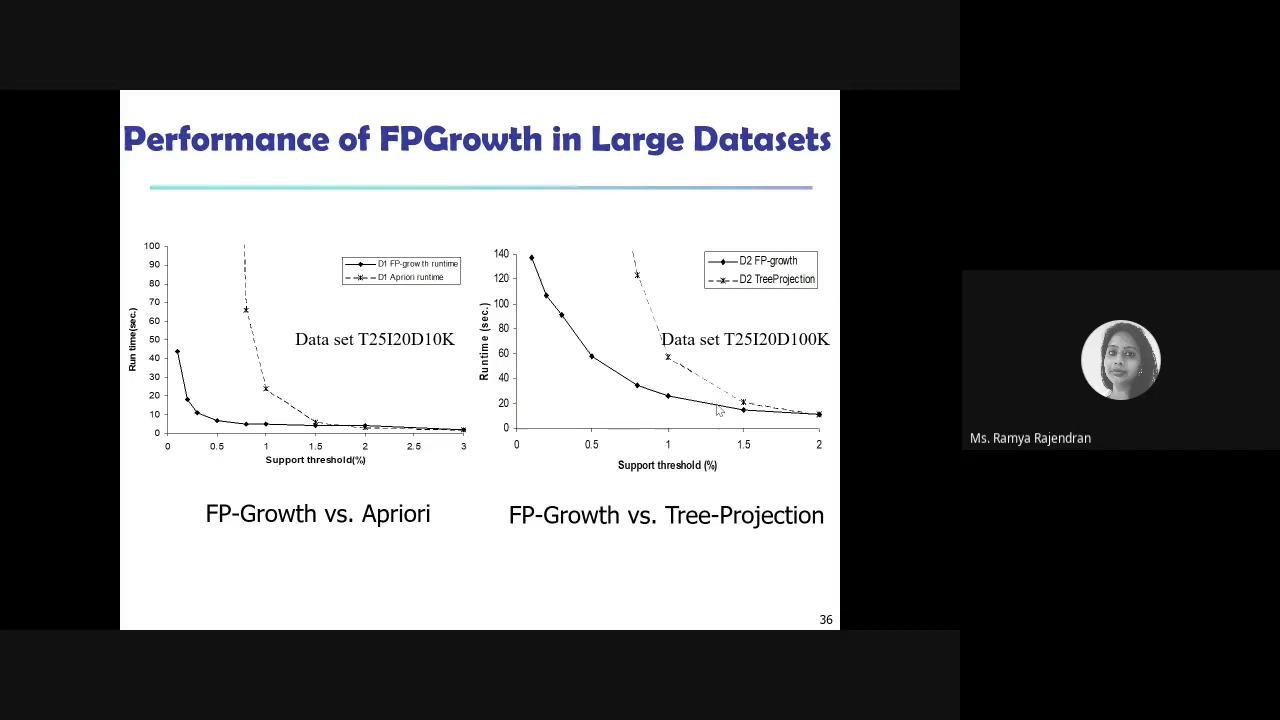 Performance of FPGrowth in Large Datasets
100
90
80
70
60
50
40
30
20
10
0
Run time(sec.)
D1 FP-growth runtime
D1 Apriori runtime
Data set T25I20D10K
0 0.5 1 1.5 2 2.5 3
Support threshold(%)
FP-Growth vs. Apriori
140
120
100
80
60
40
20
0
Runtime (sec.)
D2 FP-growth
D2 TreeProjection
Data set T25I20D100K
0 0.5 1 1.5 2
Support threshold (%)
FP-Growth vs. Tree-Projection
36
Ms. Ramya Rajendran